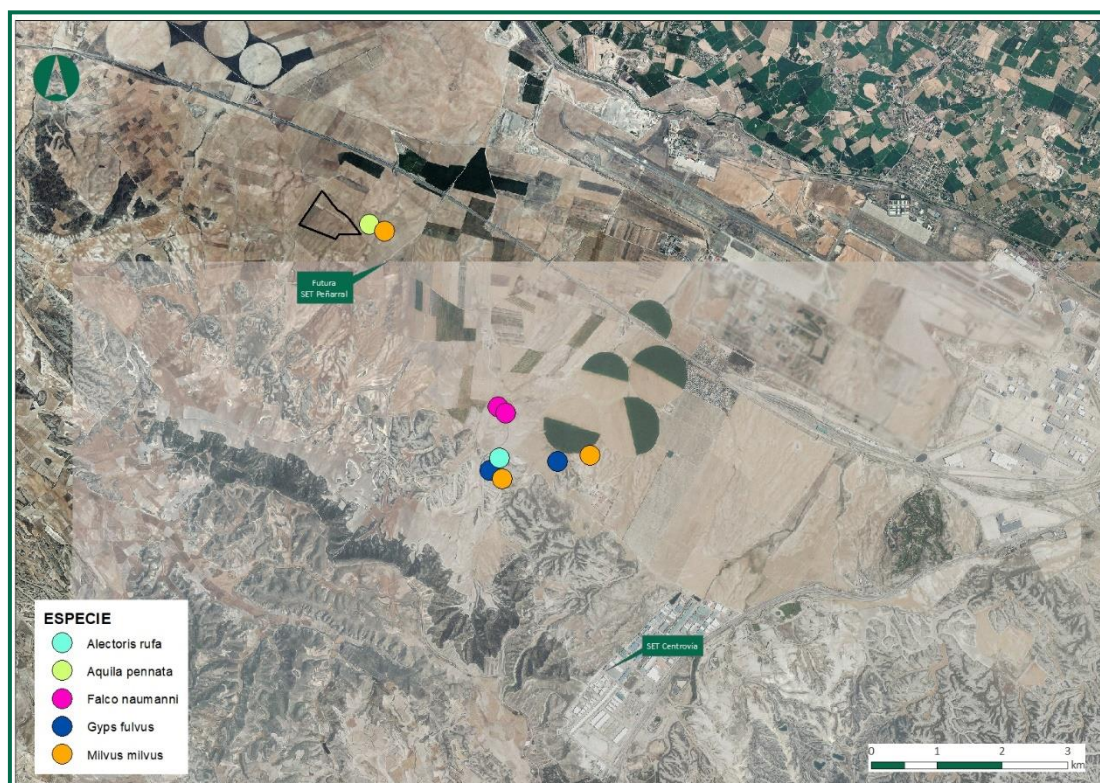 Futura
SET Peñarral
SET Centrovia
ESPECIE
Alectoris rufa
Aquila pennata
Falco naumanni
Gyps fulvus
Milvus milvus
0 1 2 3
km